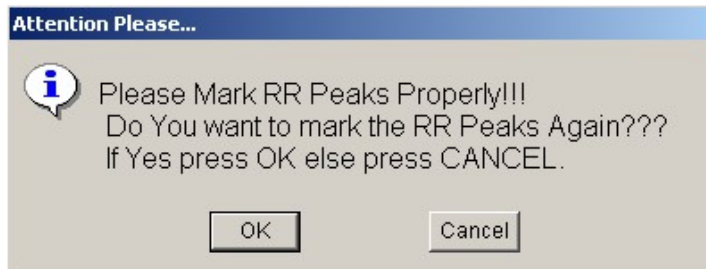 Attention Please...
Please Mark RR Peaks Properly!!!
Do You want to mark the RR Peaks Again???
If Yes press OK else press CANCEL.
OK Cancel